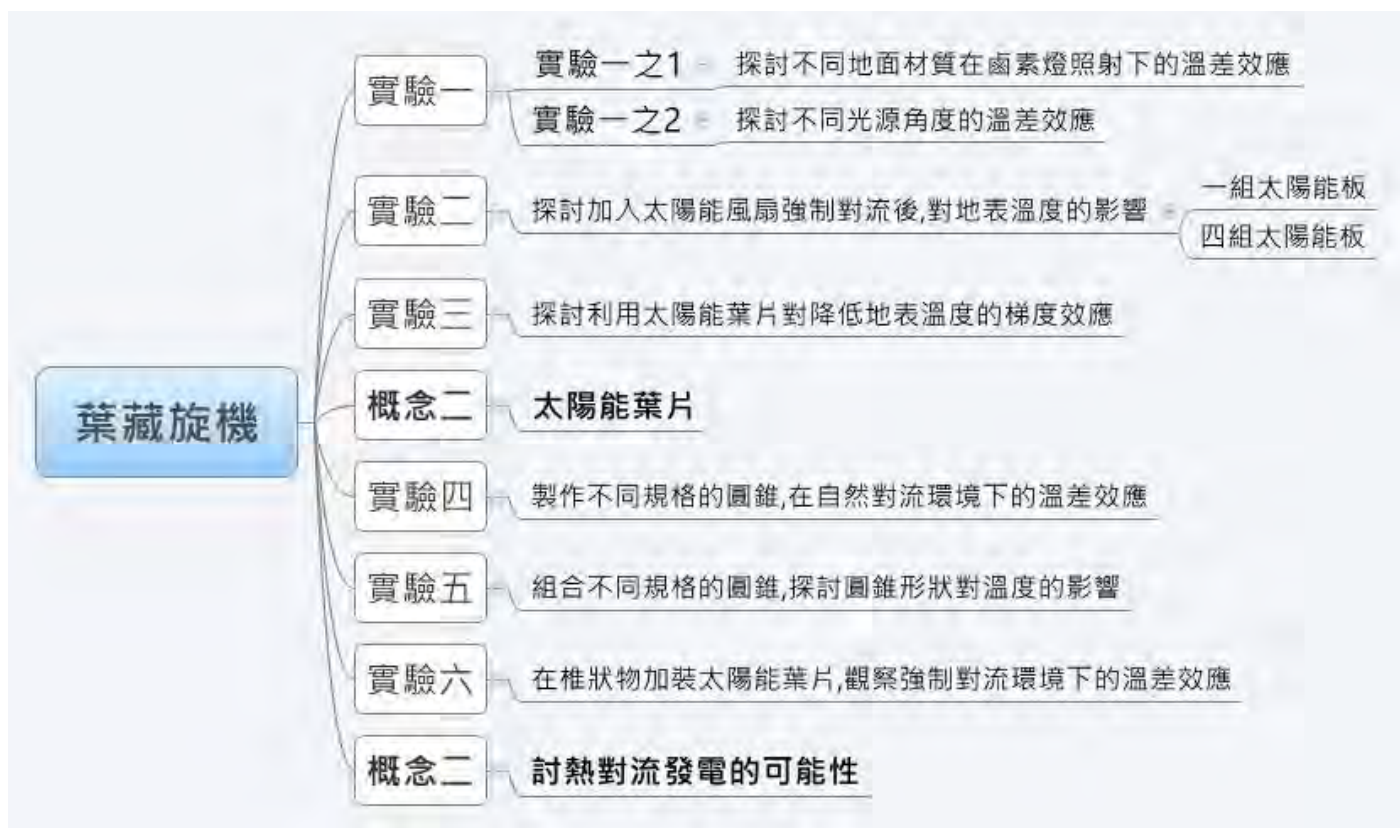 實驗一
實驗一之1 探討不同地面材質在鹵素燈照射下的溫差效應
實驗一之2 探討不同光源角度的溫差效應
實驗二
探討加入太陽能風扇強制對流後,對地表溫度的影響
一組太陽能板
四組太陽能板
實驗三
探討利用太陽能葉片對降低地表溫度的梯度效應
葉藏旋機
概念二
太陽能葉片
實驗四
製作不同規格的圓錐,在自然對流環境下的溫差效應
實驗五
組合不同規格的圓錐,探討圓錐形狀對溫度的影響
實驗六
在椎狀物加裝太陽能葉片,觀察強制對流環境下的溫差效應
概念二
討熱對流發電的可能性